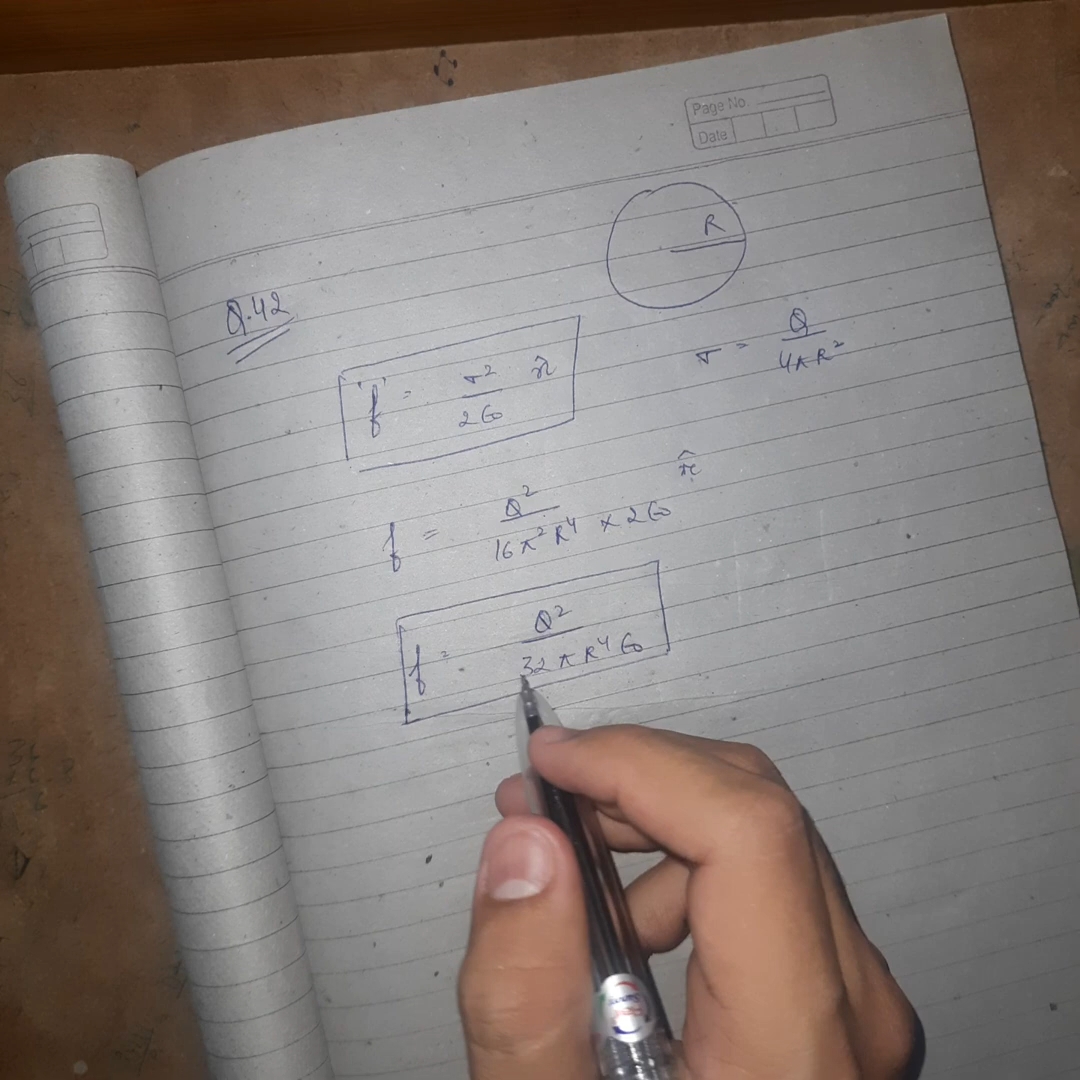 Page No
Date
R
Q.42
'f' = σ²/2ϵ₀ n̂
σ = Q/4πR²
f = Q²/16π²R⁴ × 2ϵ₀ n̂
f = Q²/32πR⁴ϵ₀